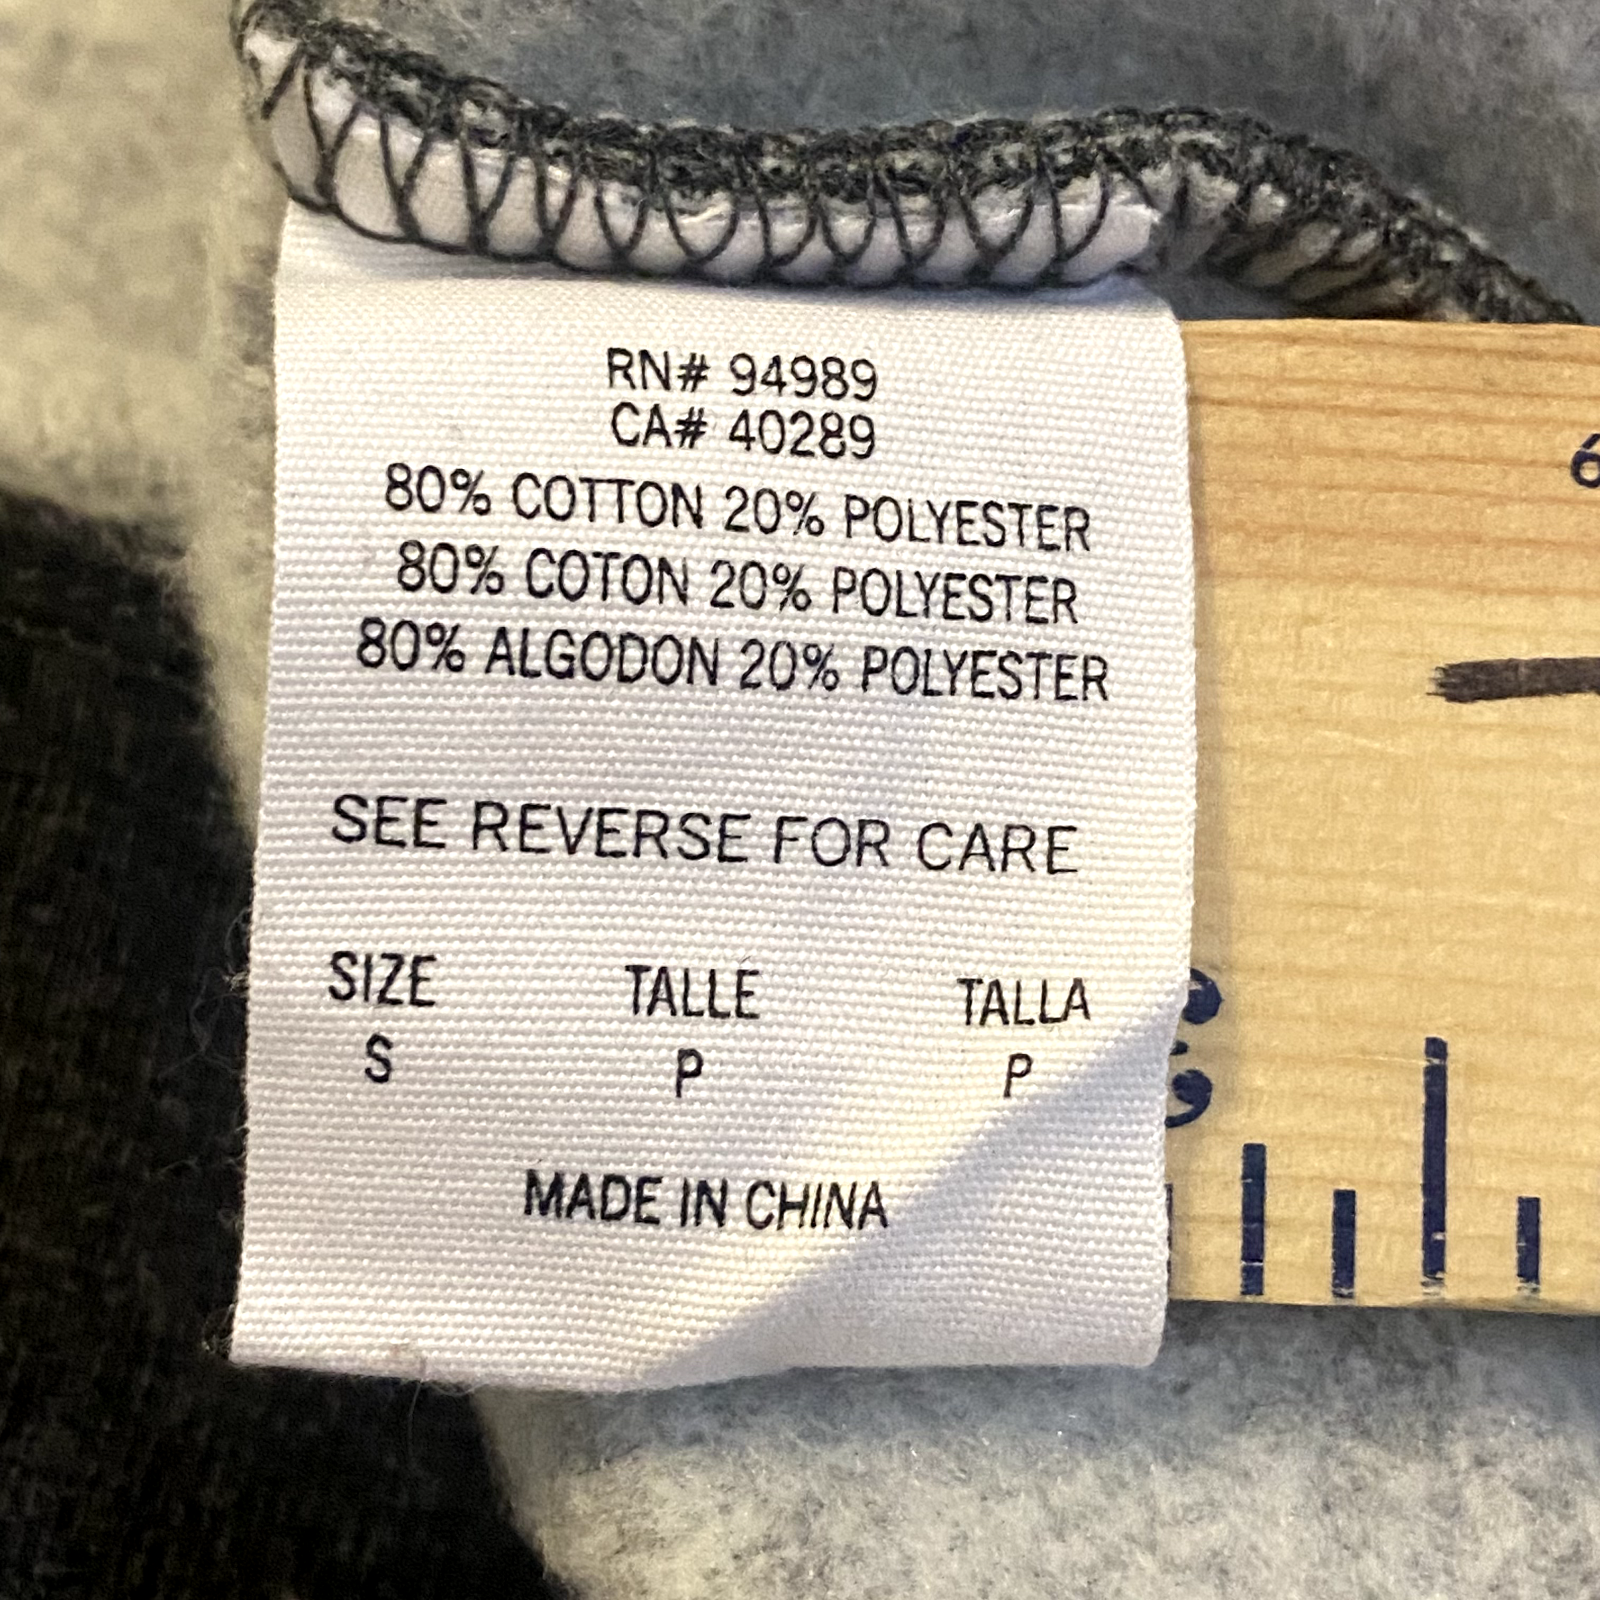 RN# 94989
CA# 40289
80% COTTON 20% POLYESTER
80% COTON 20% POLYESTER
80% ALGODON 20% POLYESTER
SEE REVERSE FOR CARE
SIZE TALLE TALLA
S P P
MADE IN CHINA